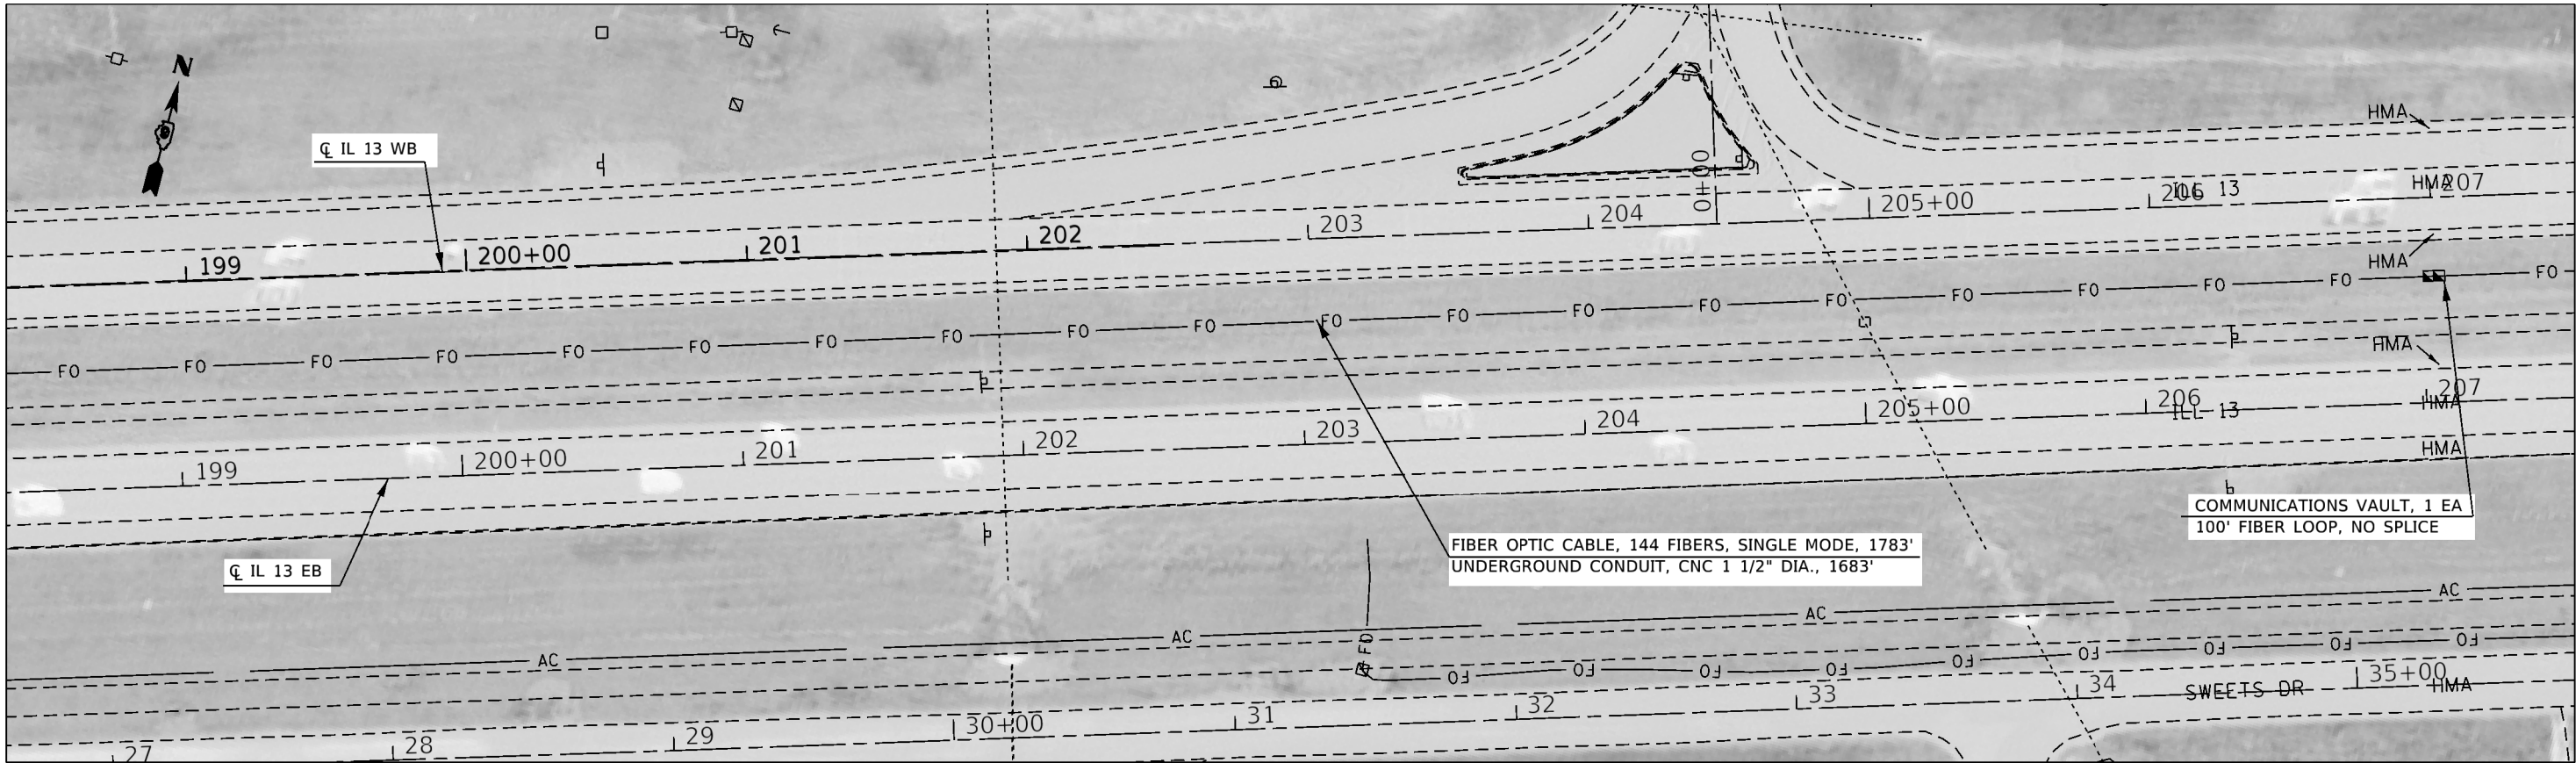 N
℄ IL 13 WB
HMA
0+00
199
200+00
201
202
203
204
205+00
206
ILL 13
HMA
207
HMA
FO FO FO FO FO FO FO FO FO FO FO FO FO FO FO FO FO FO FO FO
HMA
199
200+00
201
202
203
204
205+00
206
ILL 13
207
HMA
HMA
℄ IL 13 EB
FIBER OPTIC CABLE, 144 FIBERS, SINGLE MODE, 1783'
UNDERGROUND CONDUIT, CNC 1 1/2" DIA., 1683'
COMMUNICATIONS VAULT, 1 EA
100' FIBER LOOP, NO SPLICE
AC AC AC AC
FO
FO FO FO FO FO FO FO FO FO
27
28
29
30+00
31
32
33
34
SWEETS DR
35+00
HMA